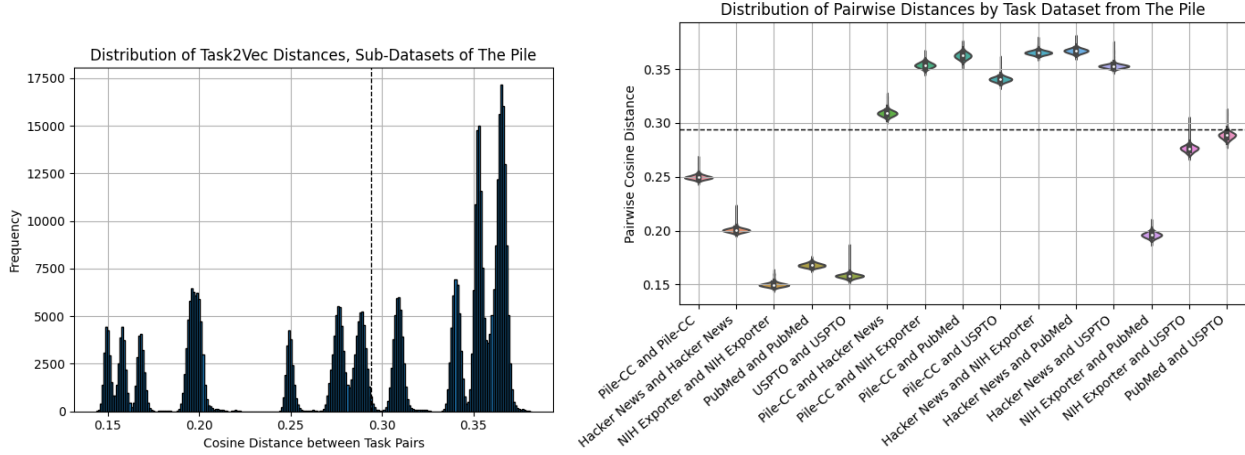 Distribution of Task2Vec Distances, Sub-Datasets of The Pile
17500
15000
12500
10000
7500
5000
2500
0
Frequency
0.15
0.20
0.25
0.30
0.35
Cosine Distance between Task Pairs
Distribution of Pairwise Distances by Task Dataset from The Pile
0.35
0.30
0.25
0.20
0.15
Pairwise Cosine Distance
Pile-CC and Pile-CC
Hacker News and Hacker News
NIH Exporter and NIH Exporter
PubMed and PubMed
USPTO and USPTO
Pile-CC and Hacker News
Pile-CC and NIH Exporter
Pile-CC and PubMed
Pile-CC and USPTO
Hacker News and NIH Exporter
Hacker News and PubMed
Hacker News and USPTO
NIH Exporter and PubMed
NIH Exporter and USPTO
PubMed and USPTO